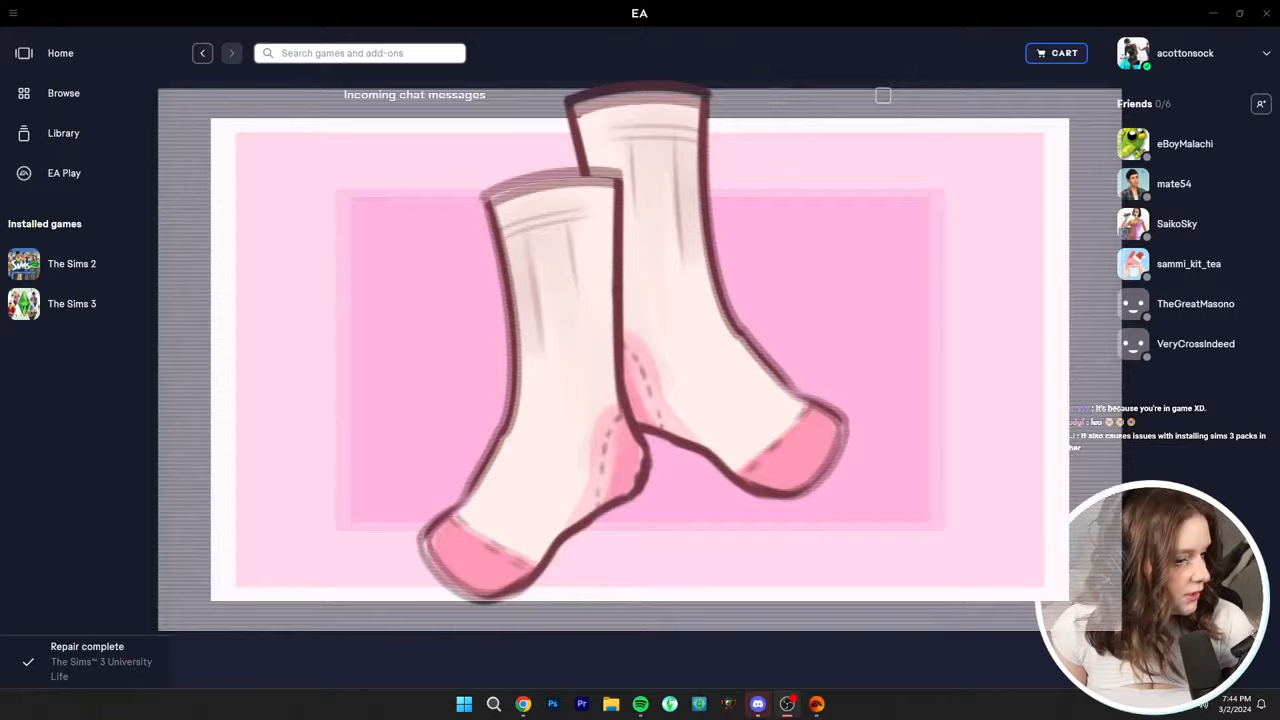 EA
Home
Search games and add-ons
CART
acottonsock
Browse
Incoming chat messages
Friends 0/6
Library
eBoyMalachi
EA Play
mate54
Installed games
SaikoSky
The Sims 2
sammi_kit_tea
The Sims 3
TheGreatMasono
VeryCrossIndeed
: It's because you're in game XD.
: leo
: It also causes issues with installing sims 3 packs in
Repair complete
The Sims™ 3 University
Life
7:44 PM
3/2/2024